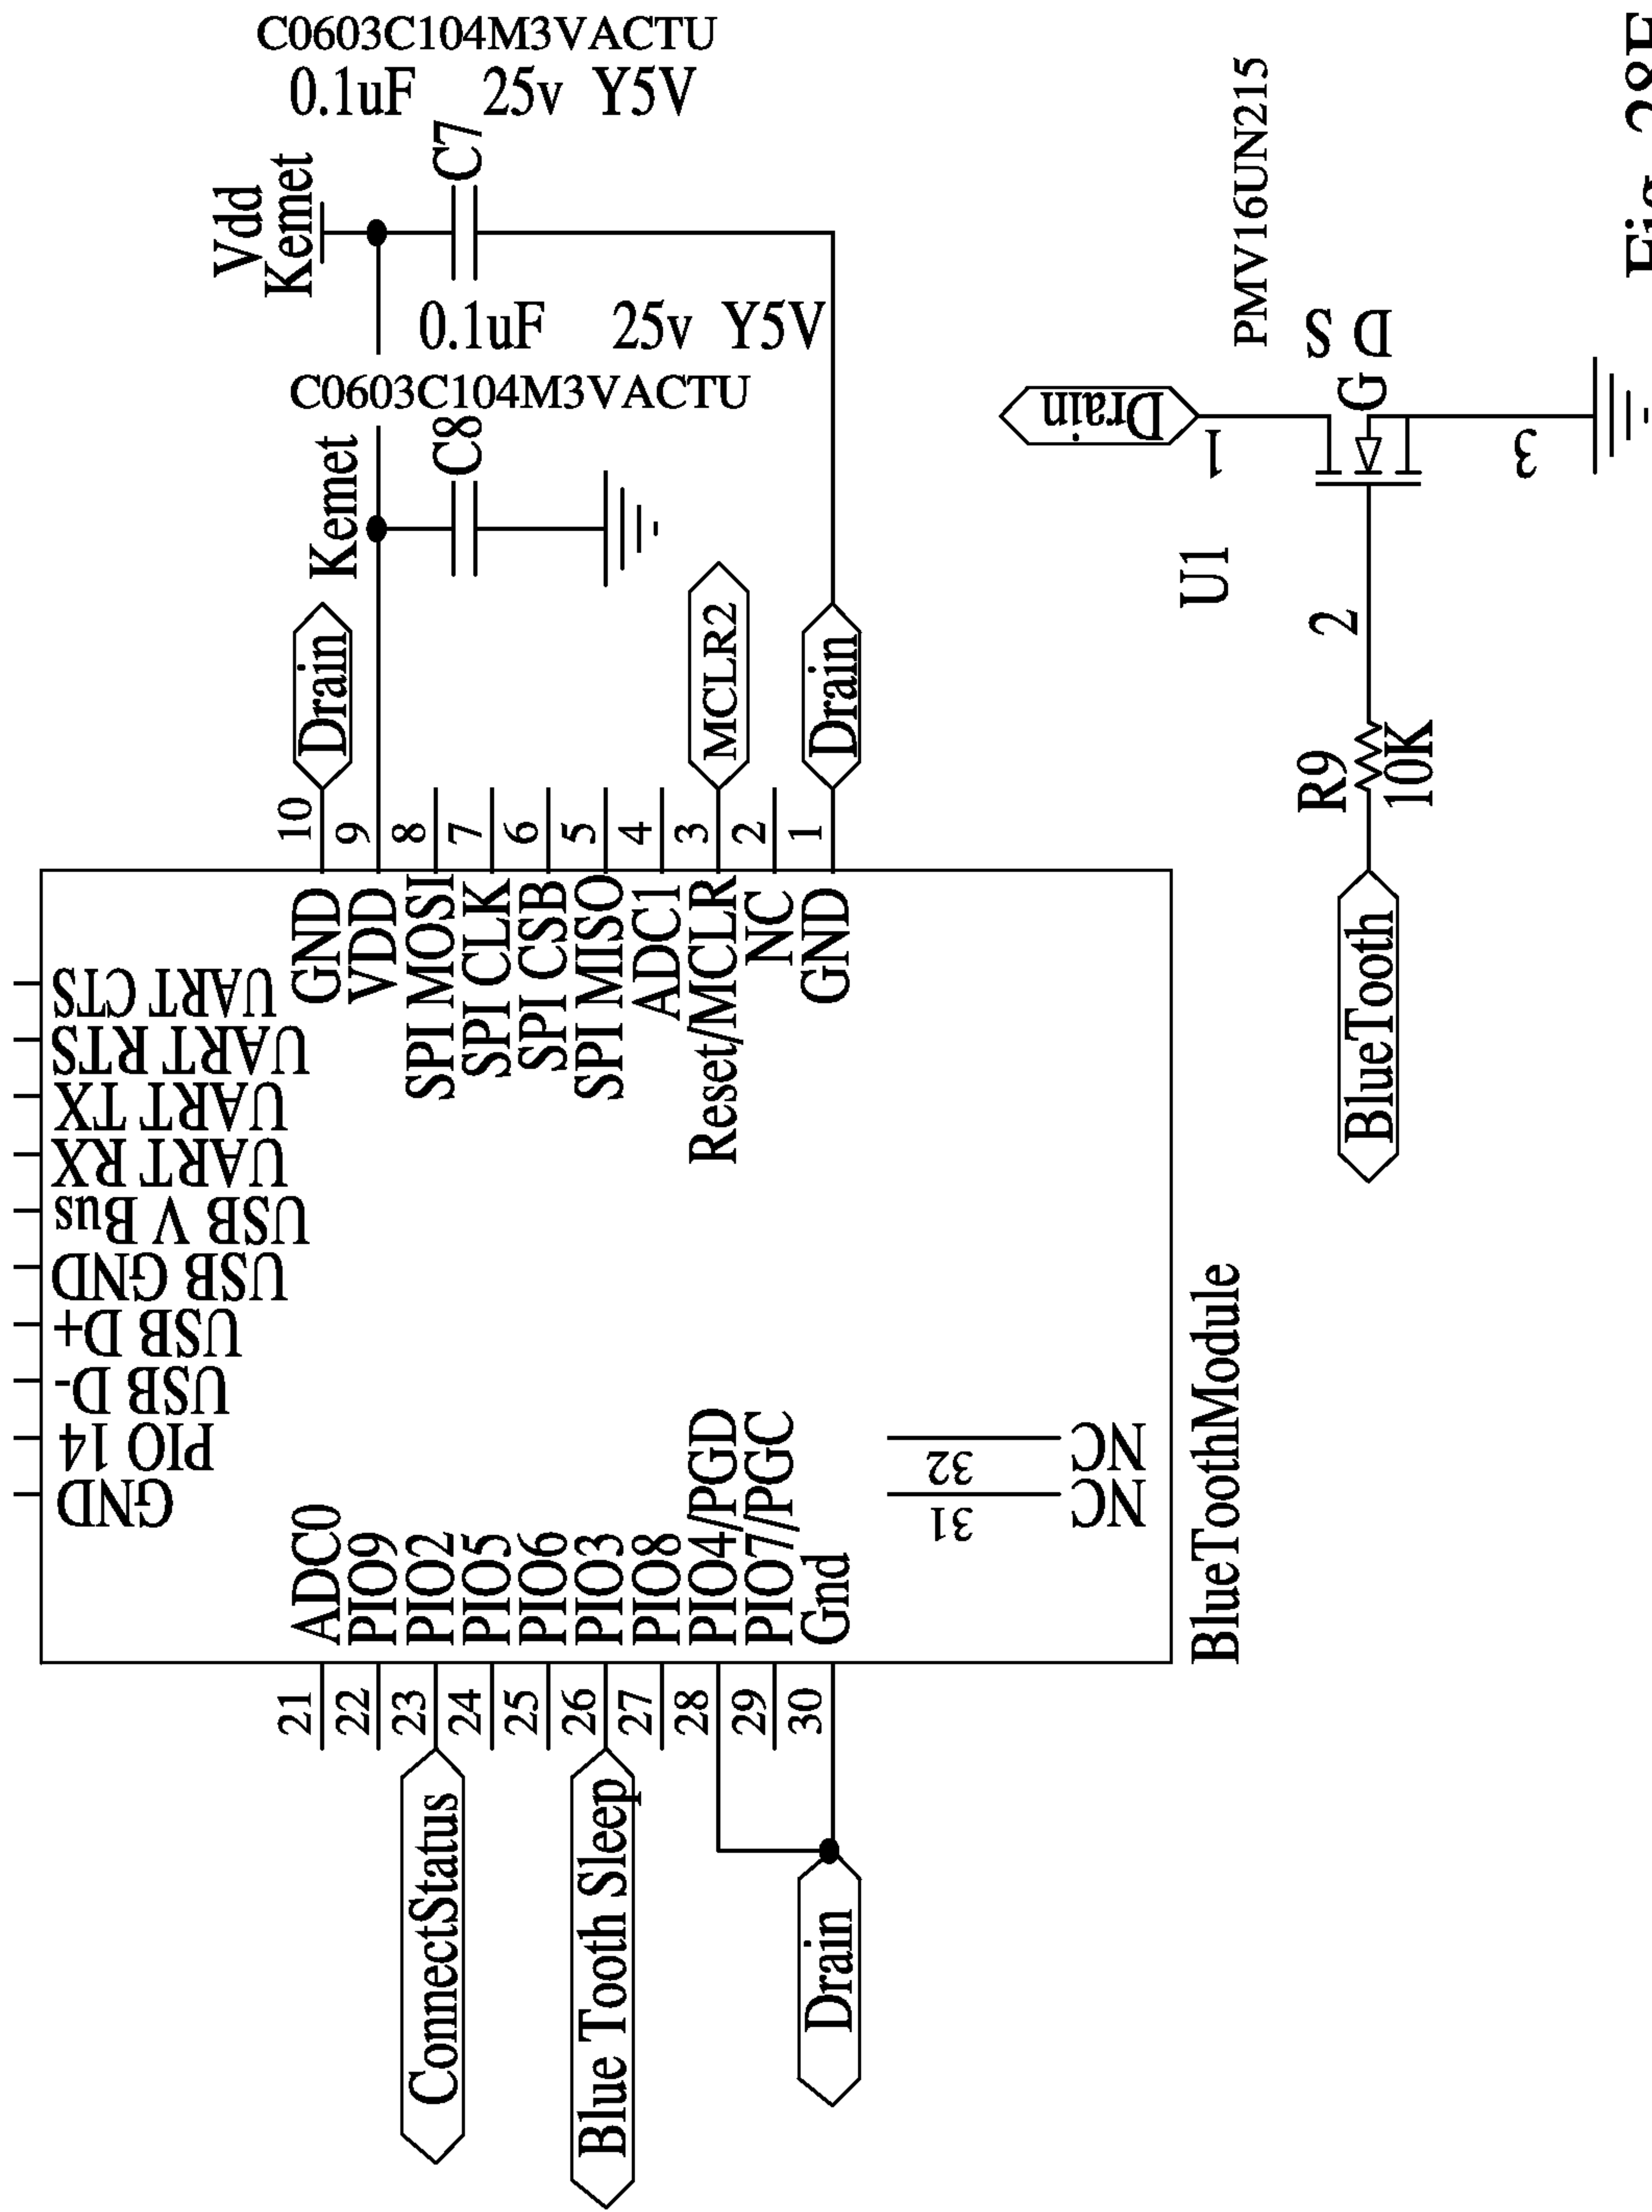 C0603C104M3VACTU
0.1uF 25v Y5V
Vdd
Kemet
C7
0.1uF 25v Y5V
C0603C104M3VACTU
Kemet
C8
Drain
MCLR2
Drain
10
9
8
7
6
5
4
3
2
1
GND
VDD
SPI MOSI
SPI CLK
SPI CSB
SPI MISO
ADC1
Reset/MCLR
NC
GND
UART CTS
UART RTS
UART TX
UART RX
USB V Bus
USB GND
USB D+
USB D-
PIO 14
GND
ADC0
PIO9
PIO2
PIO5
PIO6
PIO3
PIO8
PIO4/PGD
PIO7/PGC
Gnd
32
NC
31
NC
BlueToothModule
21
22
23
24
25
26
27
28
29
30
ConnectStatus
Blue Tooth Sleep
Drain
PMV16UN215
S
D
G
Drain
1
3
U1
2
R9
10K
BlueTooth